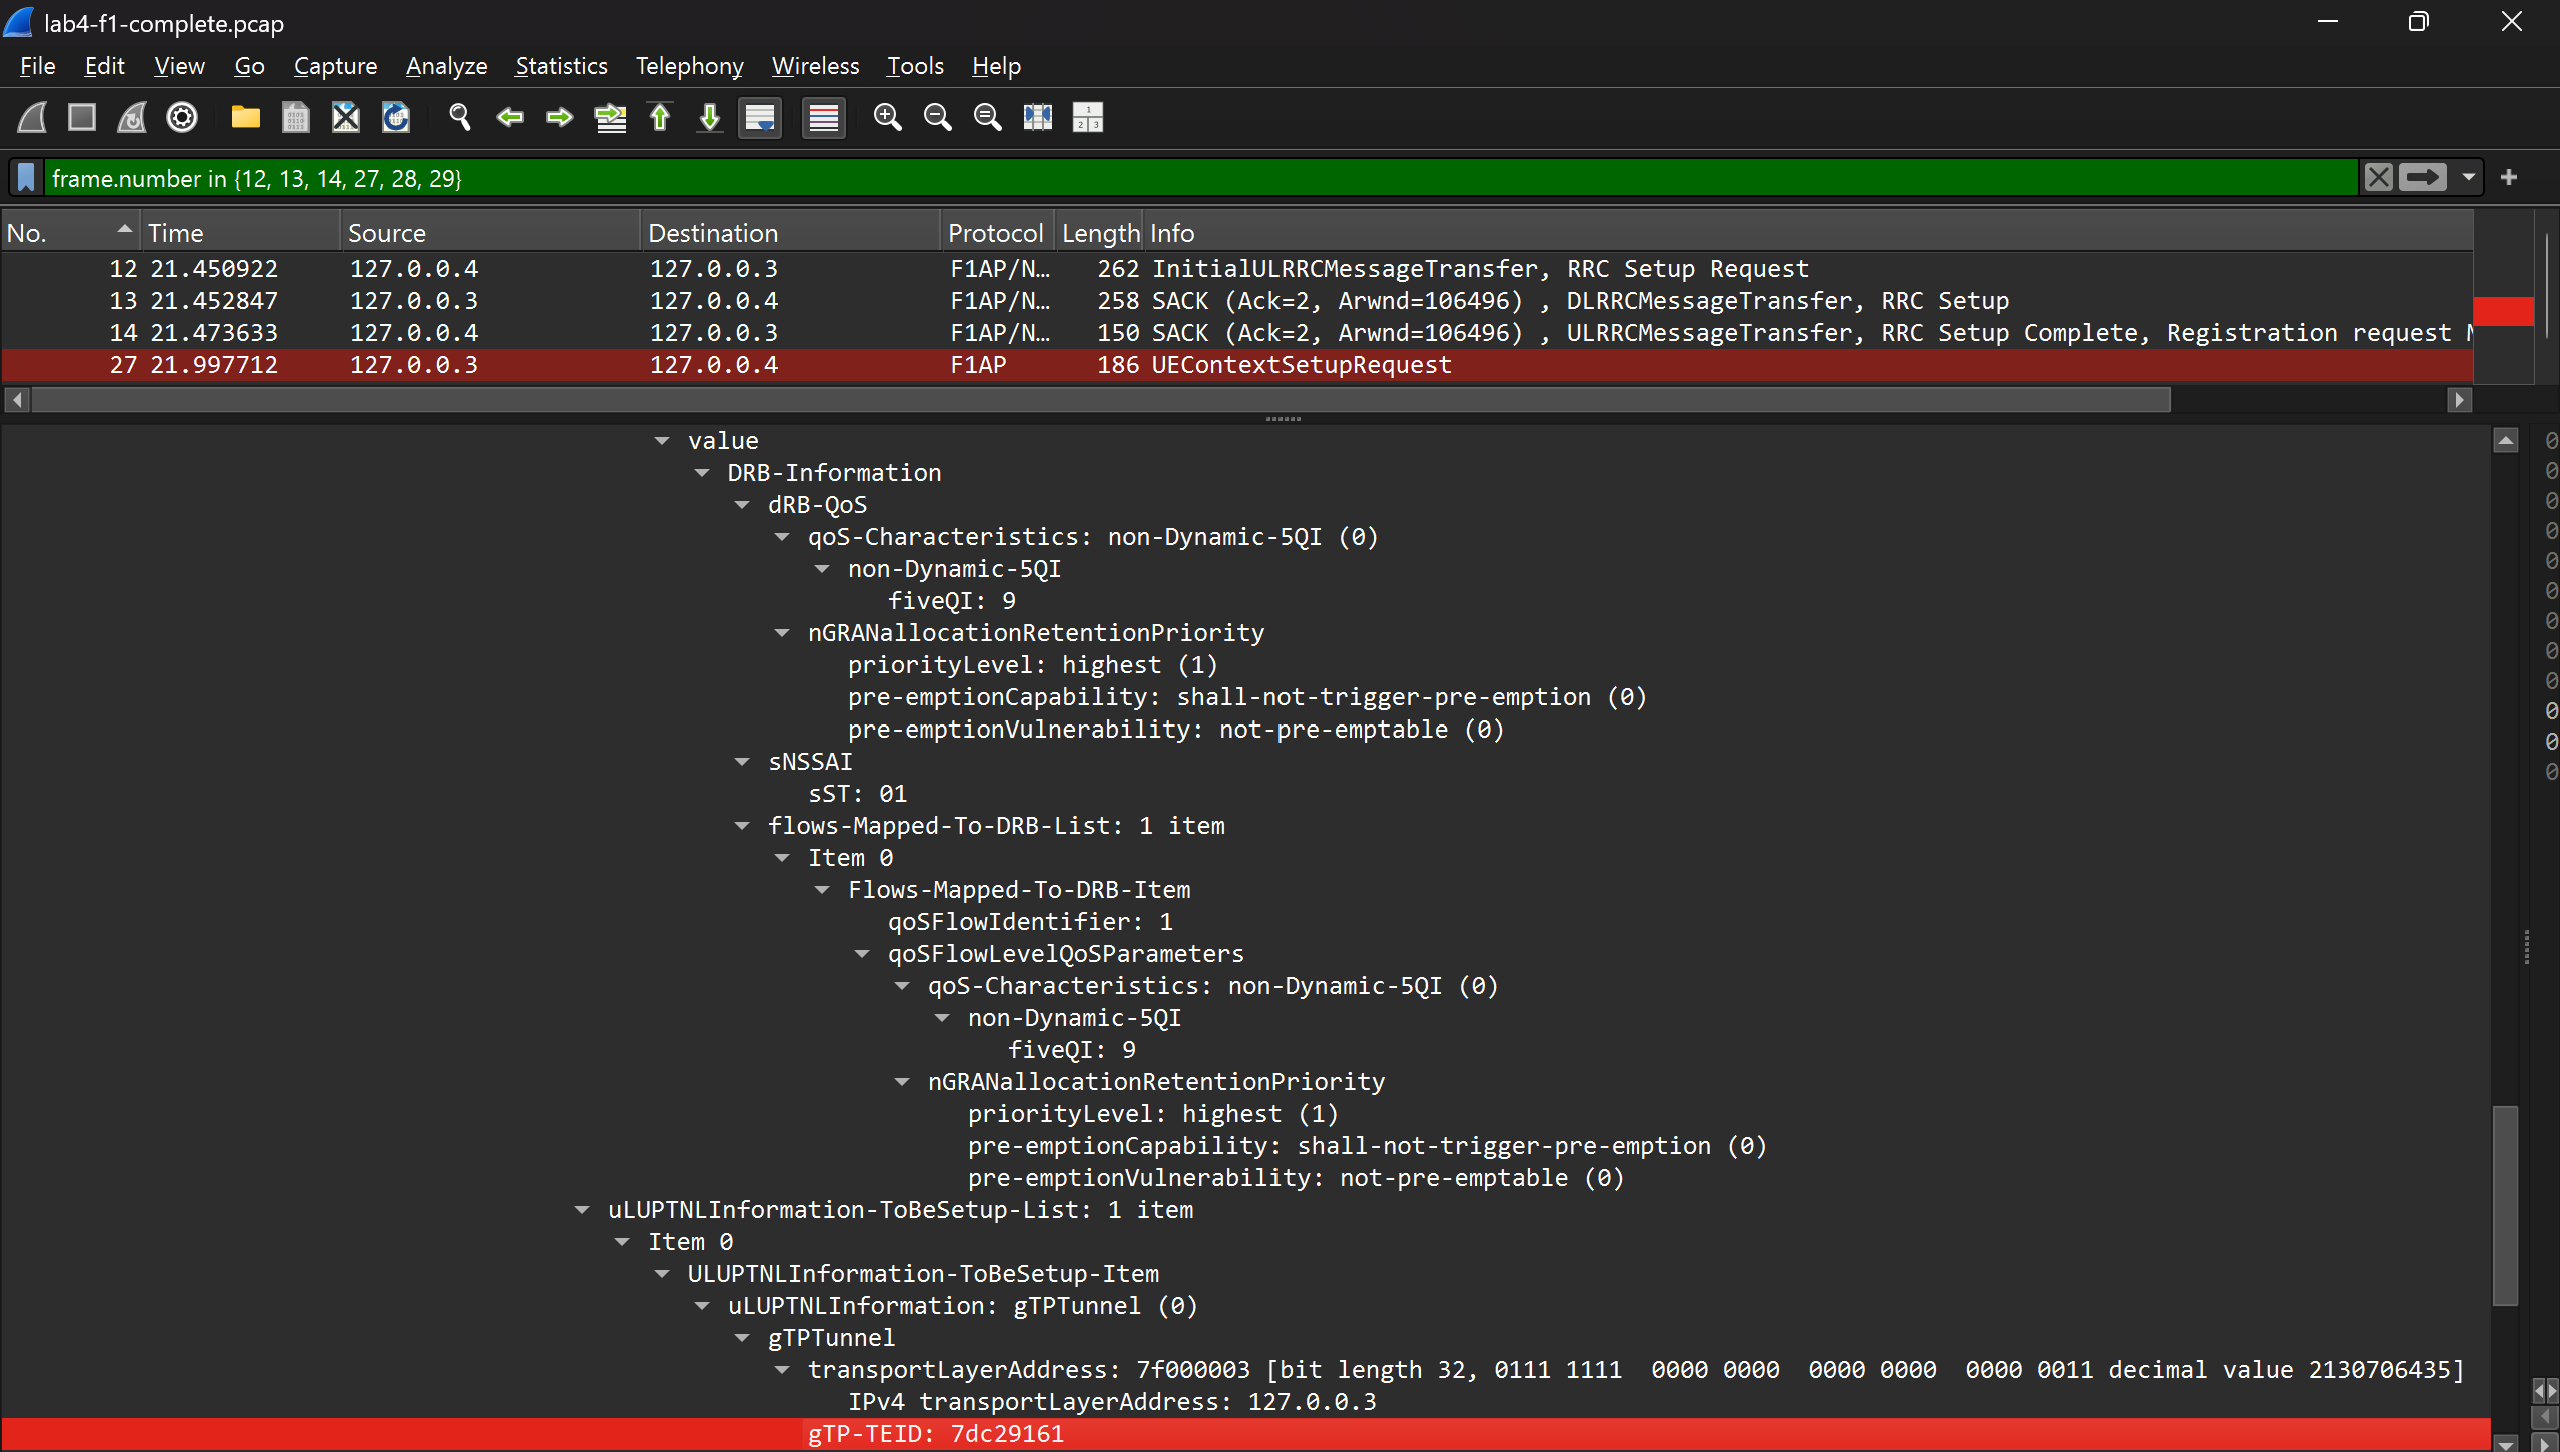 lab4-f1-complete.pcap
File Edit View Go Capture Analyze Statistics Telephony Wireless Tools Help
frame.number in {12, 13, 14, 27, 28, 29}
No. Time Source Destination Protocol Length Info
12 21.450922 127.0.0.4 127.0.0.3 F1AP/N… 262 InitialULRRCMessageTransfer, RRC Setup Request
13 21.452847 127.0.0.3 127.0.0.4 F1AP/N… 258 SACK (Ack=2, Arwnd=106496) , DLRRCMessageTransfer, RRC Setup
14 21.473633 127.0.0.4 127.0.0.3 F1AP/N… 150 SACK (Ack=2, Arwnd=106496) , ULRRCMessageTransfer, RRC Setup Complete, Registration request
27 21.997712 127.0.0.3 127.0.0.4 F1AP 186 UEContextSetupRequest
value
DRB-Information
dRB-QoS
qoS-Characteristics: non-Dynamic-5QI (0)
non-Dynamic-5QI
fiveQI: 9
nGRANallocationRetentionPriority
priorityLevel: highest (1)
pre-emptionCapability: shall-not-trigger-pre-emption (0)
pre-emptionVulnerability: not-pre-emptable (0)
sNSSAI
sST: 01
flows-Mapped-To-DRB-List: 1 item
Item 0
Flows-Mapped-To-DRB-Item
qoSFlowIdentifier: 1
qoSFlowLevelQoSParameters
qoS-Characteristics: non-Dynamic-5QI (0)
non-Dynamic-5QI
fiveQI: 9
nGRANallocationRetentionPriority
priorityLevel: highest (1)
pre-emptionCapability: shall-not-trigger-pre-emption (0)
pre-emptionVulnerability: not-pre-emptable (0)
uLUPTNLInformation-ToBeSetup-List: 1 item
Item 0
ULUPTNLInformation-ToBeSetup-Item
uLUPTNLInformation: gTPTunnel (0)
gTPTunnel
transportLayerAddress: 7f000003 [bit length 32, 0111 1111  0000 0000  0000 0000  0000 0011 decimal value 2130706435]
IPv4 transportLayerAddress: 127.0.0.3
gTP-TEID: 7dc29161